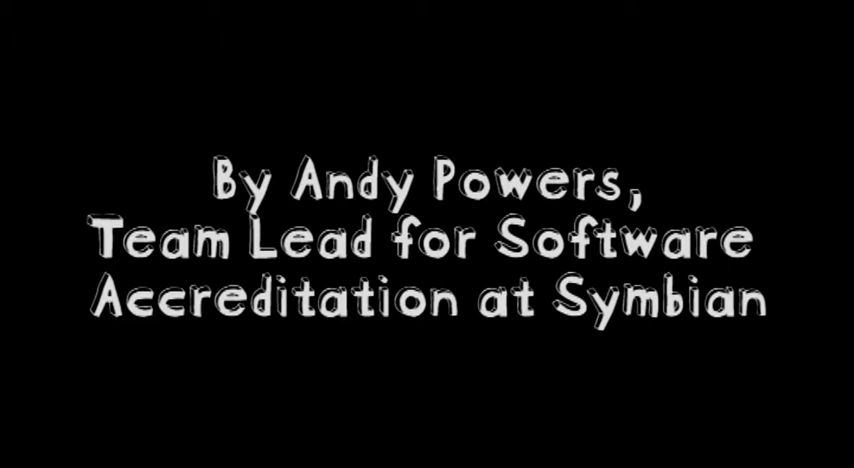 By Andy Powers,
Team Lead for Software
Accreditation at Symbian